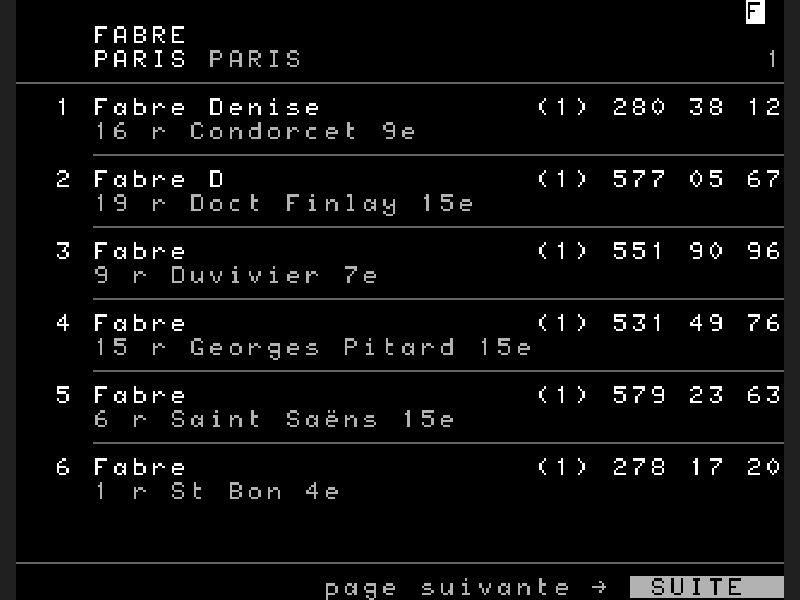 F
FABRE
PARIS PARIS 1
1 Fabre Denise (1) 280 38 12
16 r Condorcet 9e
2 Fabre D (1) 577 05 67
19 r Doct Finlay 15e
3 Fabre (1) 551 90 96
9 r Duvivier 7e
4 Fabre (1) 531 49 76
15 r Georges Pitard 15e
5 Fabre (1) 579 23 63
6 r Saint Saëns 15e
6 Fabre (1) 278 17 20
1 r St Bon 4e
page suivante → SUITE